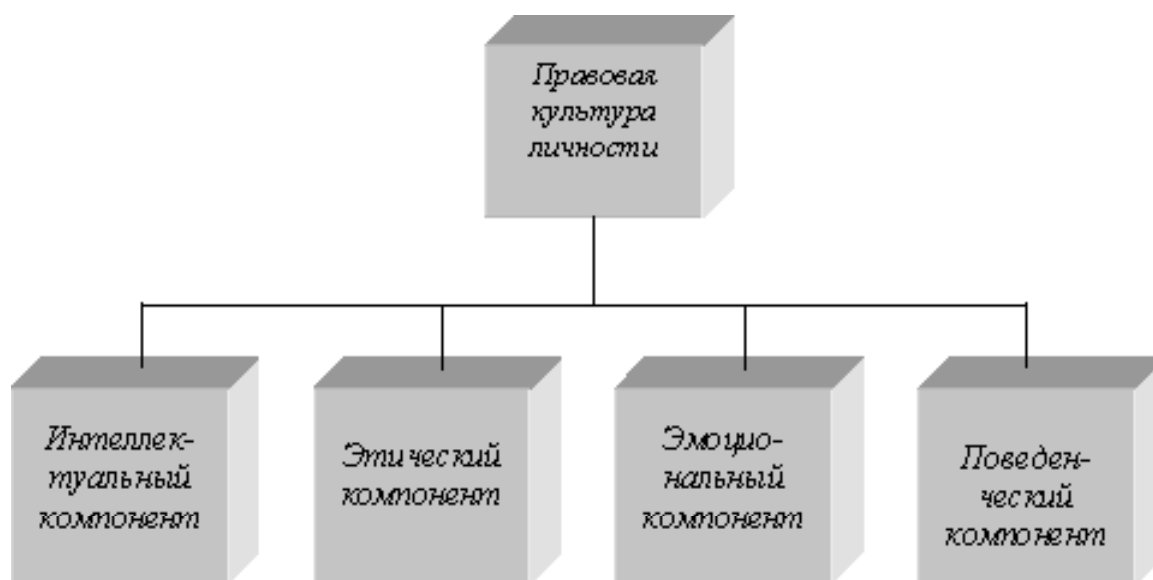 Правовая
культура
личности
Интеллек-
туальный
компонент
Этический
компонент
Эмоцио-
нальный
компонент
Поведен-
ческий
компонент